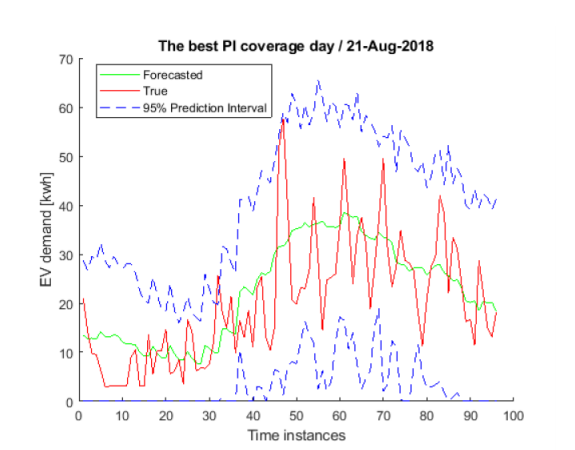 The best PI coverage day / 21-Aug-2018
Forecasted
True
95% Prediction Interval
EV demand [kwh]
70
60
50
40
30
20
10
0
0 10 20 30 40 50 60 70 80 90 100
Time instances